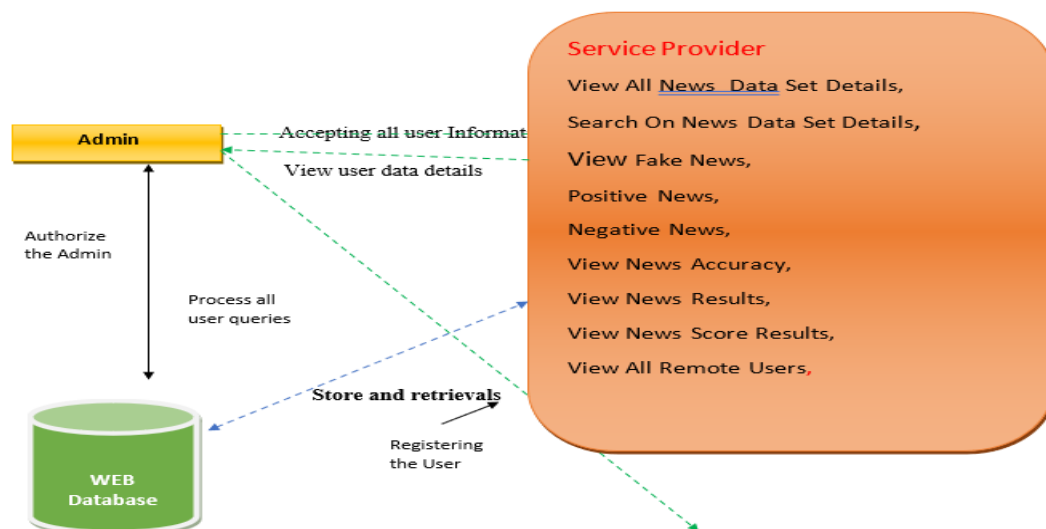 Service Provider
View All News Data Set Details,
Search On News Data Set Details,
View Fake News,
Positive News,
Negative News,
View News Accuracy,
View News Results,
View News Score Results,
View All Remote Users,
Admin
Accepting all user Informat
View user data details
Authorize
the Admin
Process all
user queries
Store and retrievals
Registering
the User
WEB
Database